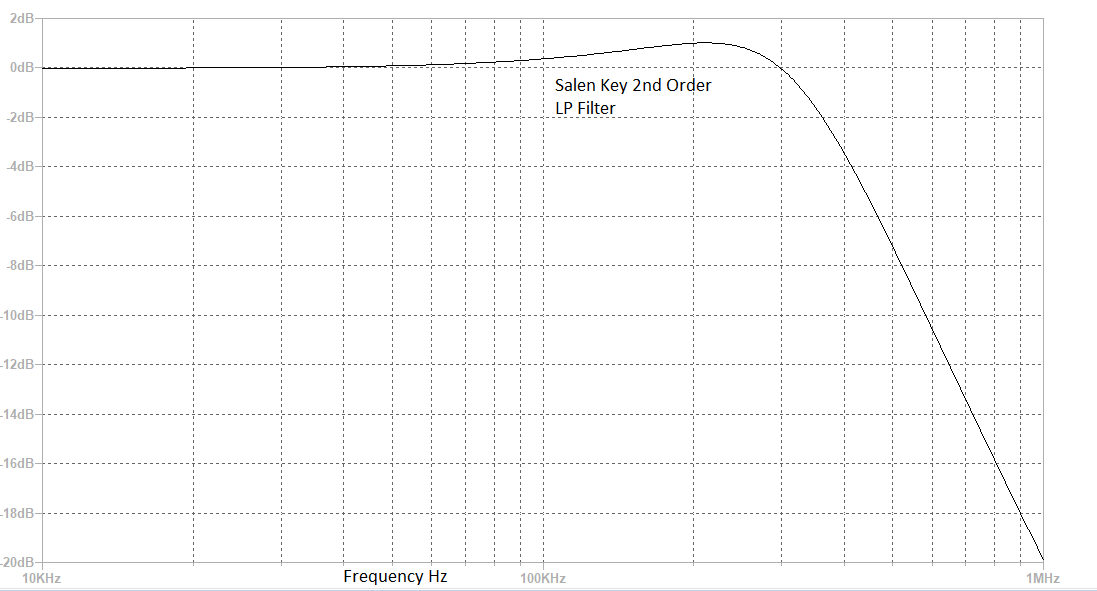 2dB
0dB
-2dB
-4dB
-6dB
-8dB
-10dB
-12dB
-14dB
-16dB
-18dB
-20dB
Salen Key 2nd Order
LP Filter
10KHz
Frequency Hz
100KHz
1MHz